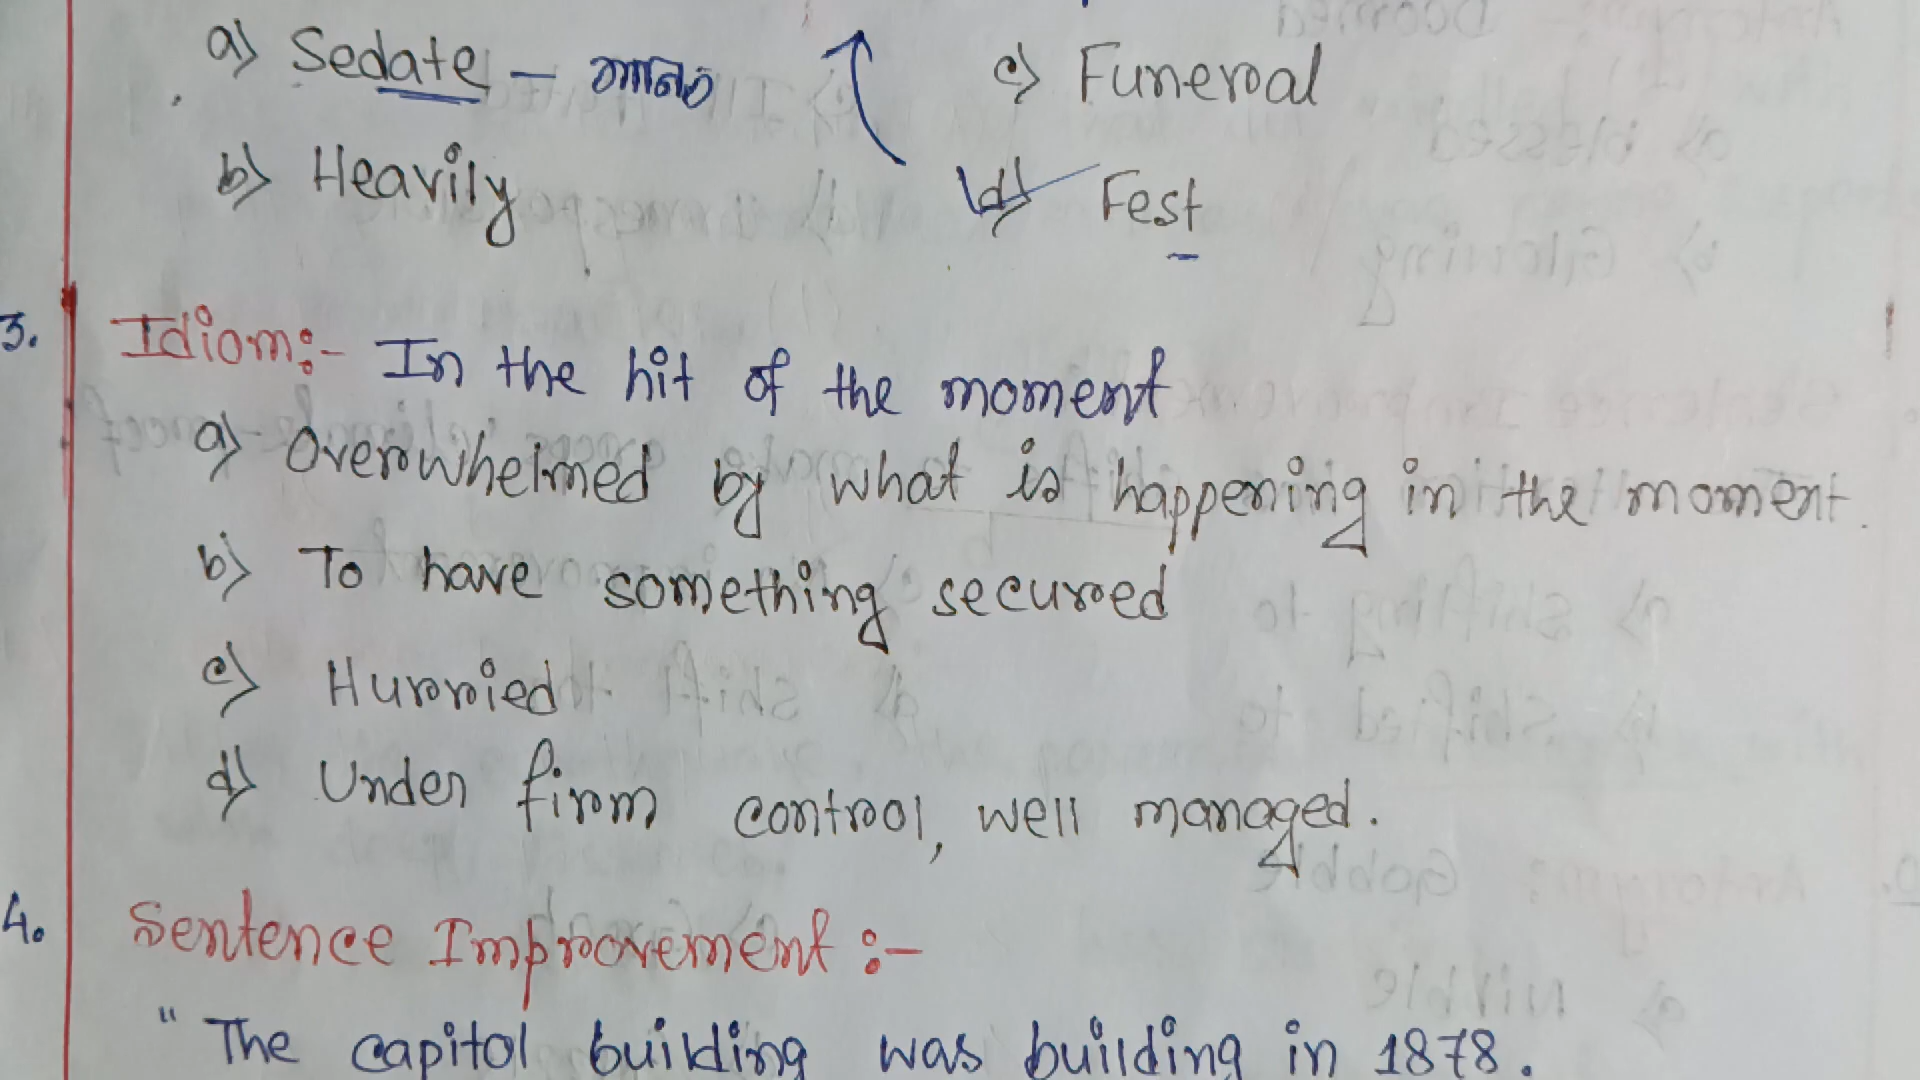 a) Sedate - শান্ত c) Funeral
b) Heavily d) Fest
3. Idiom:- In the hit of the moment
a) Overwhelmed by what is happening in the moment.
b) To have something secured
c) Hurried
d) Under firm control, well managed.
4. Sentence Improvement :-
" The capitol building was building in 1878.